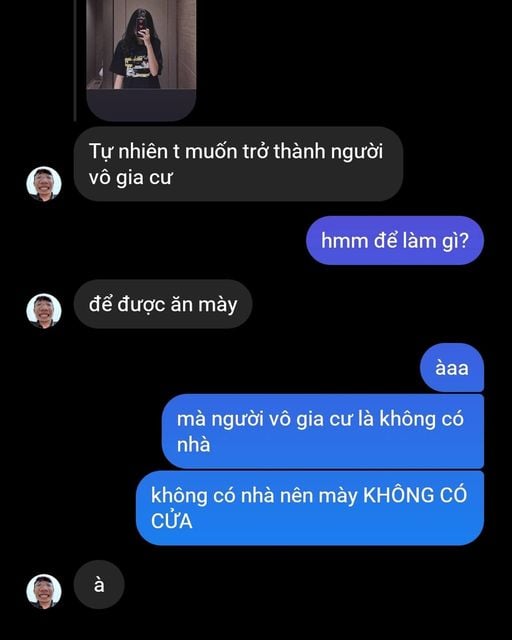 Tự nhiên t muốn trở thành người
vô gia cư
hmm để làm gì?
để được ăn mày
àaa
mà người vô gia cư là không có
nhà
không có nhà nên mày KHÔNG CÓ
CỬA
à